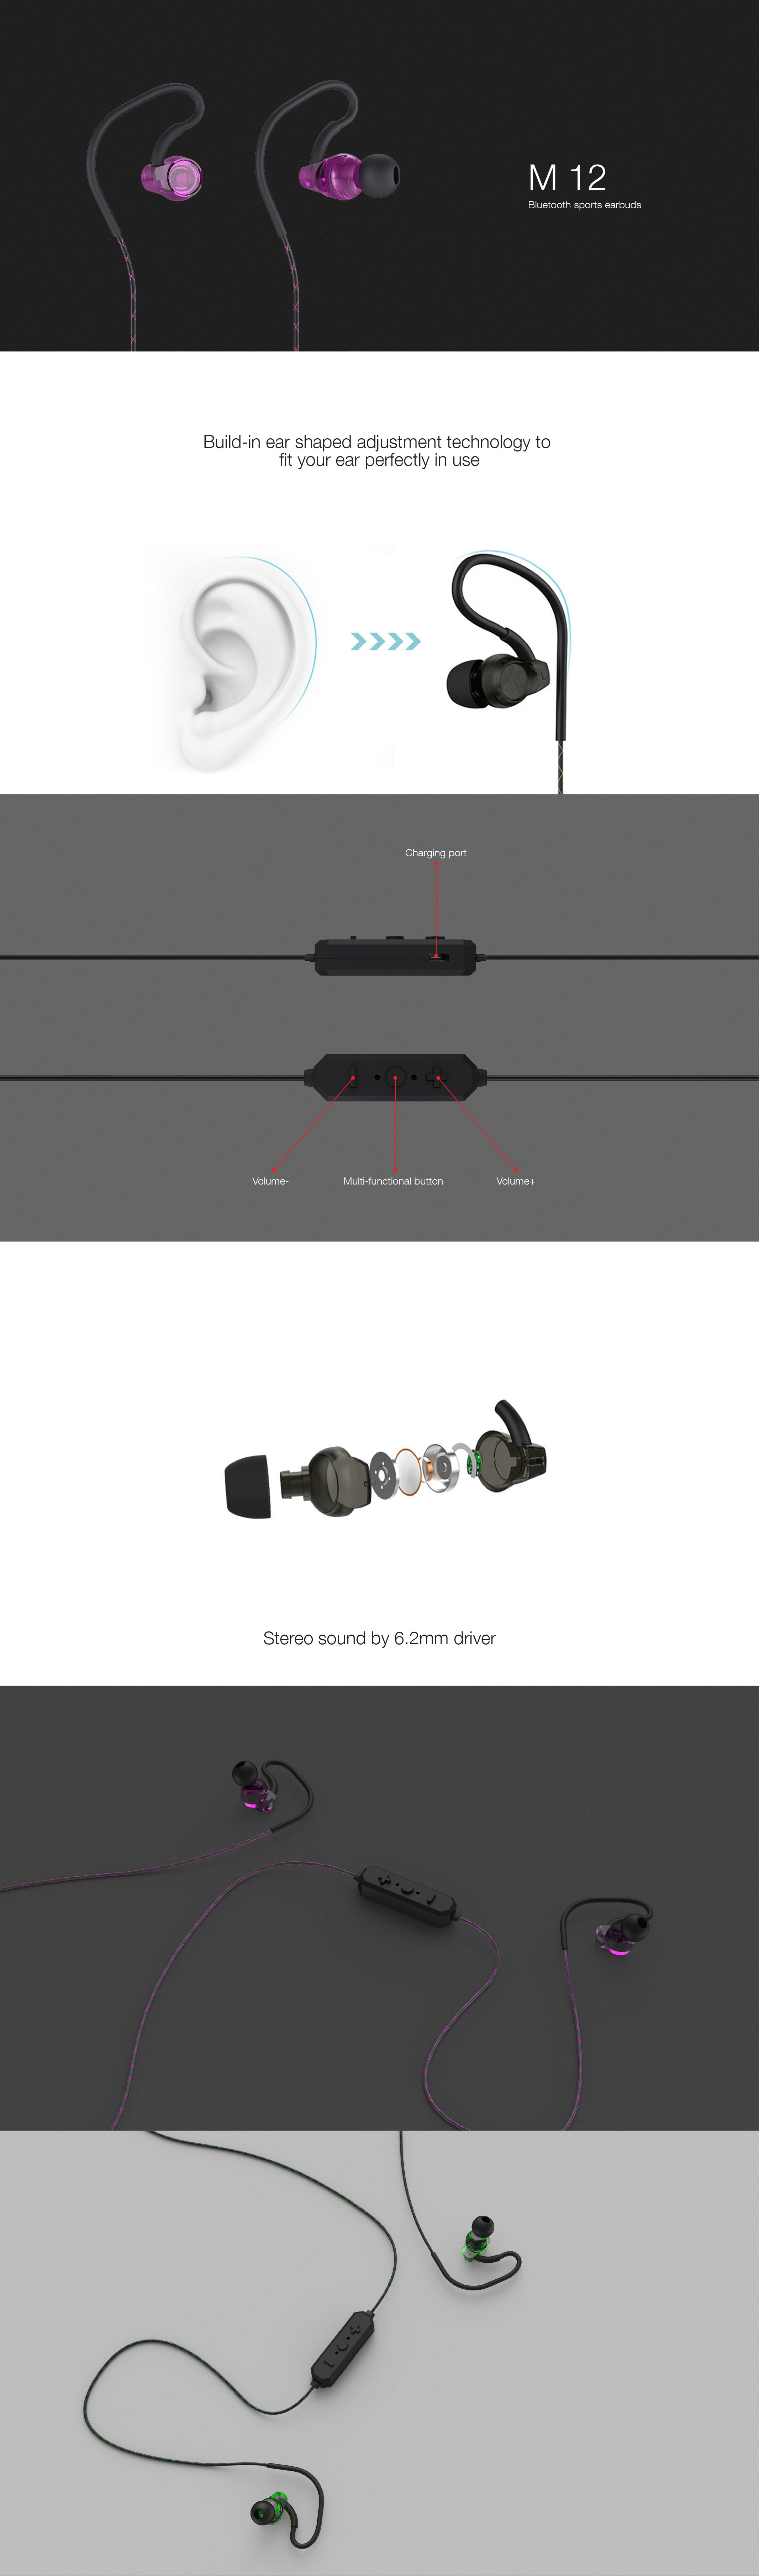 M 12
Bluetooth sports earbuds
Build-in ear shaped adjustment technology to
fit your ear perfectly in use
L
Charging port
Volume-
Multi-functional button
Volume+
Stereo sound by 6.2mm driver